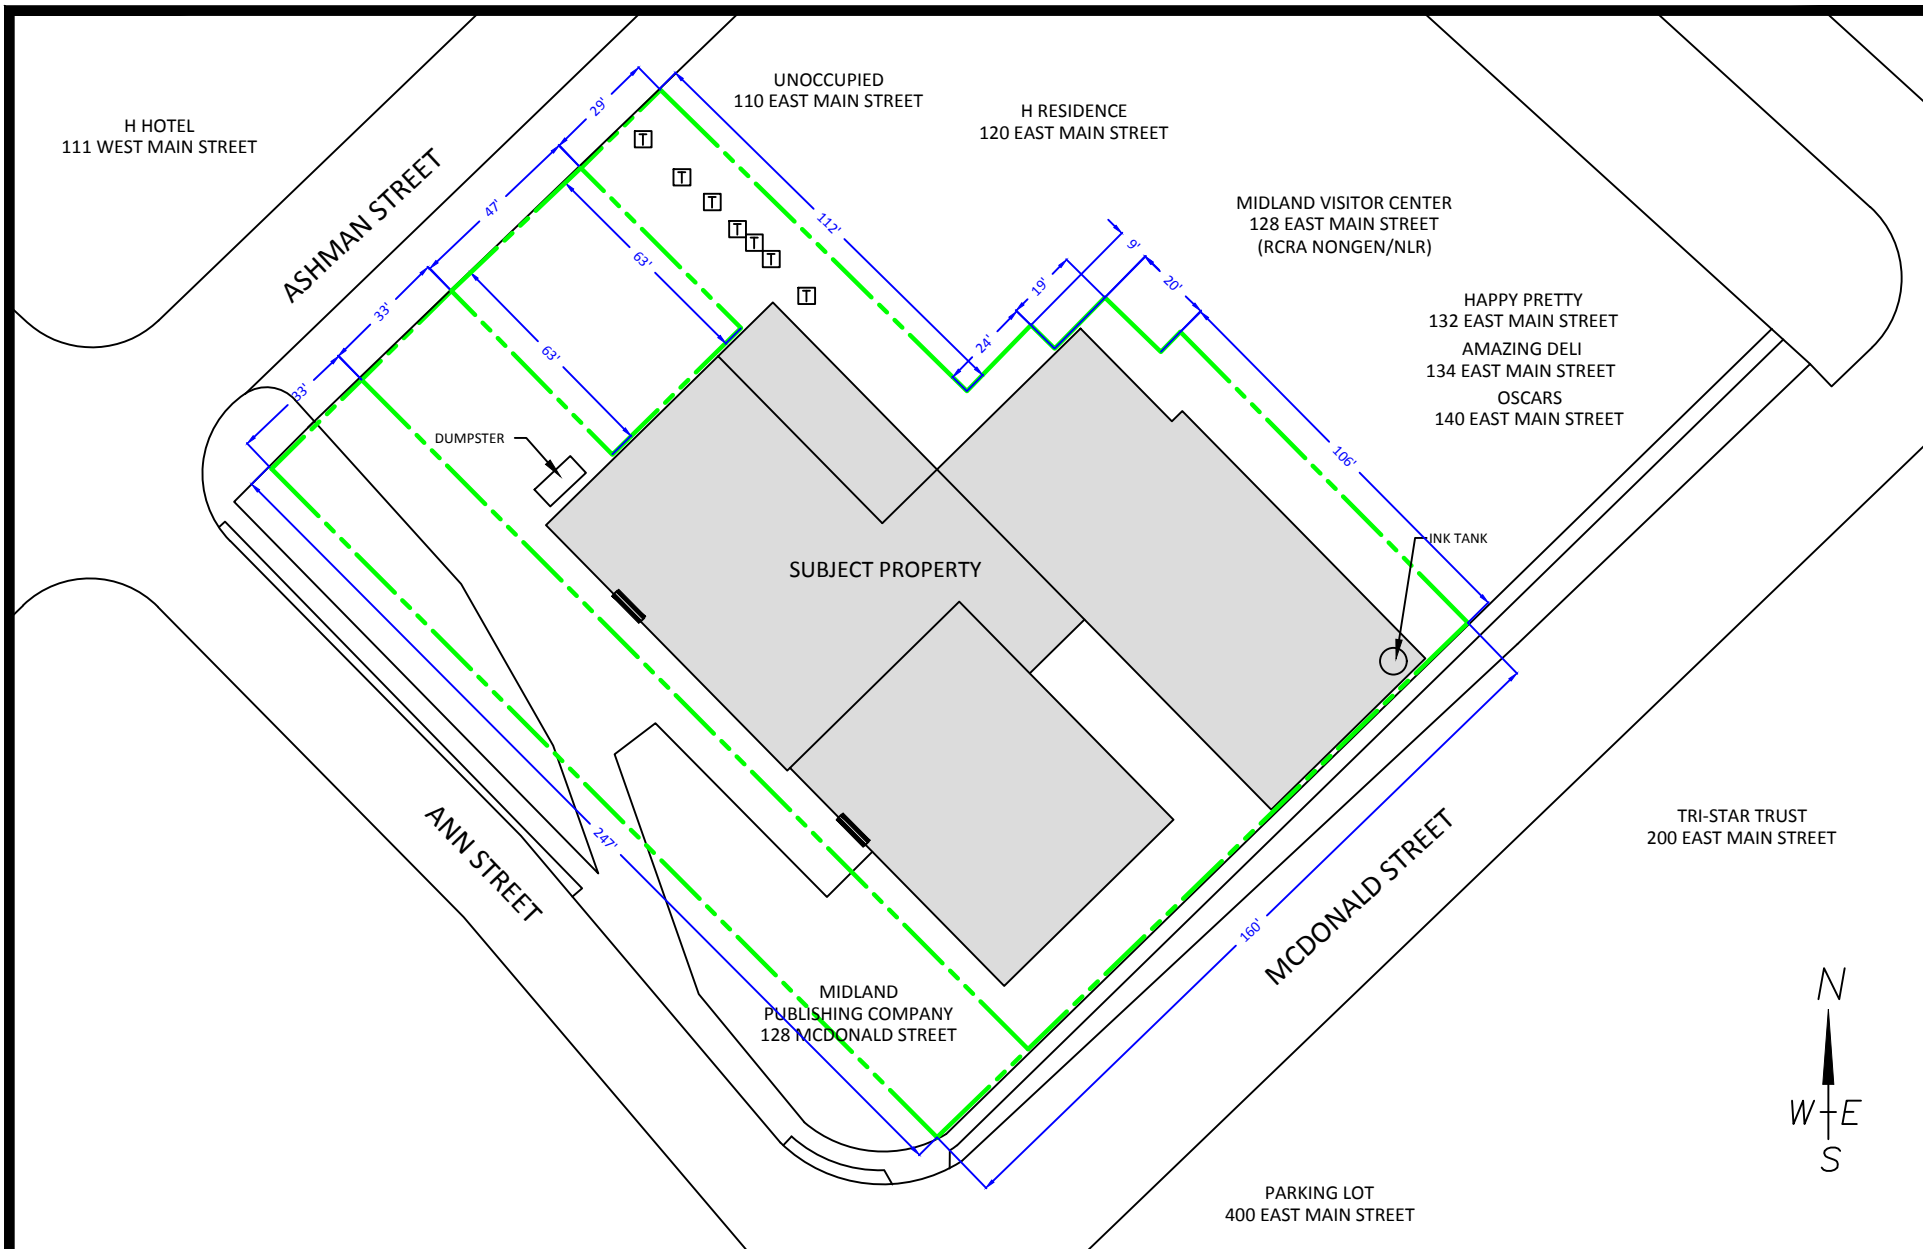 UNOCCUPIED
110 EAST MAIN STREET
H RESIDENCE
120 EAST MAIN STREET
H HOTEL
111 WEST MAIN STREET
ASHMAN STREET
29'
47'
33'
33'
T
T
T
T
T
T
T
112'
63'
63'
24'
19'
9'
20'
106'
MIDLAND VISITOR CENTER
128 EAST MAIN STREET
(RCRA NONGEN/NLR)
HAPPY PRETTY
132 EAST MAIN STREET
AMAZING DELI
134 EAST MAIN STREET
OSCARS
140 EAST MAIN STREET
DUMPSTER
INK TANK
SUBJECT PROPERTY
247'
ANN STREET
160'
MCDONALD STREET
TRI-STAR TRUST
200 EAST MAIN STREET
MIDLAND
PUBLISHING COMPANY
128 MCDONALD STREET
N
W E
S
PARKING LOT
400 EAST MAIN STREET